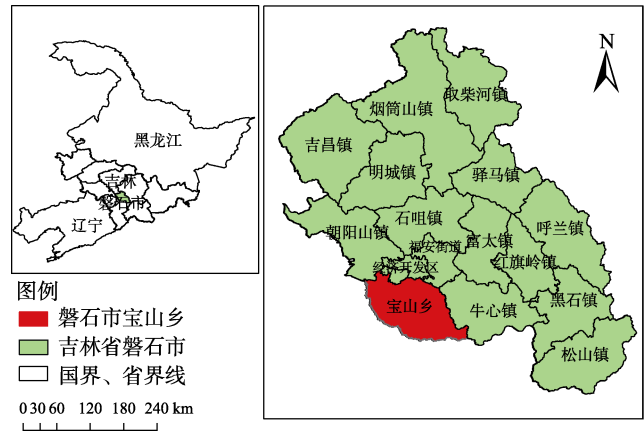 黑龙江
吉林
磐石市
辽宁
图例
磐石市宝山乡
吉林省磐石市
国界、省界线
0 30 60 120 180 240 km
N
取柴河镇
烟筒山镇
吉昌镇
明城镇
驿马镇
石咀镇
呼兰镇
朝阳山镇
福安街道
富太镇
红旗岭镇
经济开发区
宝山乡
牛心镇
黑石镇
松山镇